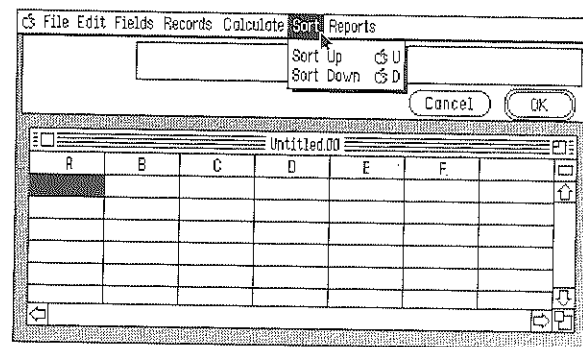 File Edit Fields Records Calculate Sort Reports
Sort Up U
Sort Down D
Cancel OK
Untitled.00
A B C D E F